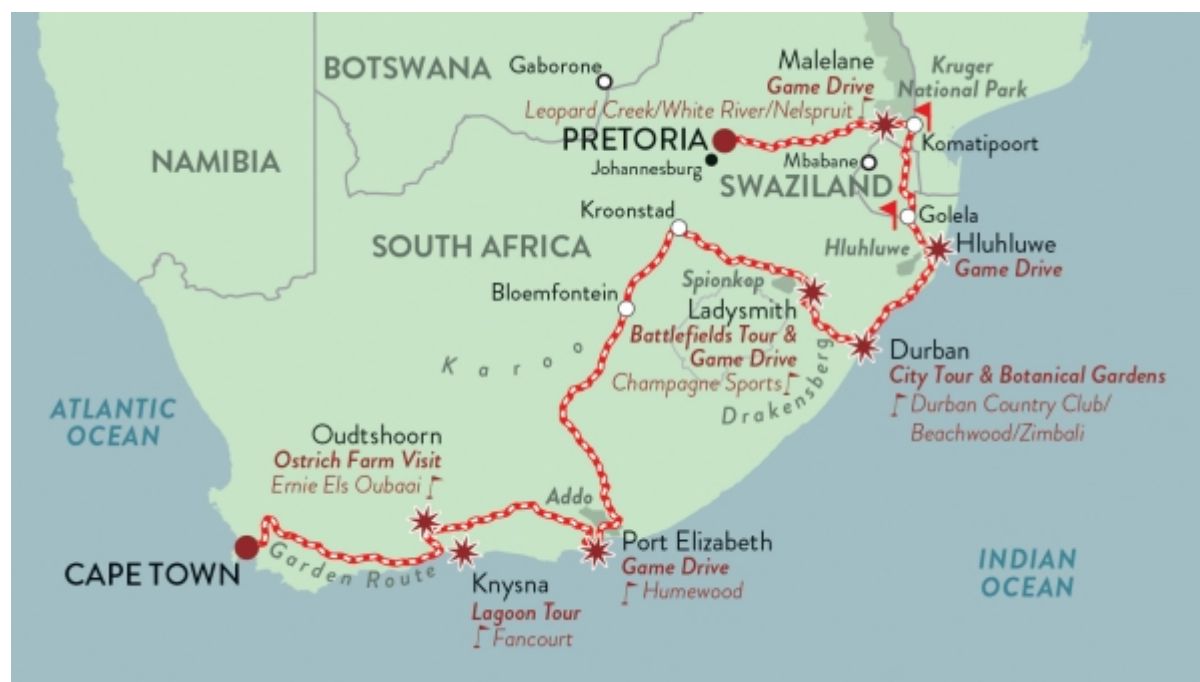 BOTSWANA
Gaborone
Malelane
Game Drive
Leopard Creek/White River/Nelspruit
Kruger
National Park
PRETORIA
Johannesburg
Komatipoort
Mbabane
SWAZILAND
NAMIBIA
Kroonstad
Golela
SOUTH AFRICA
Hluhluwe
Hluhluwe
Game Drive
Bloemfontein
Spionkop
Ladysmith
Battlefields Tour &
Game Drive
Champagne Sports
Drakensberg
Durban
City Tour & Botanical Gardens
Durban Country Club/
Beachwood/Zimbali
Karoo
ATLANTIC
OCEAN
Oudtshoorn
Ostrich Farm Visit
Ernie Els Oubaai
Addo
Port Elizabeth
Game Drive
Humewood
INDIAN
OCEAN
CAPE TOWN
Garden Route
Knysna
Lagoon Tour
Fancourt